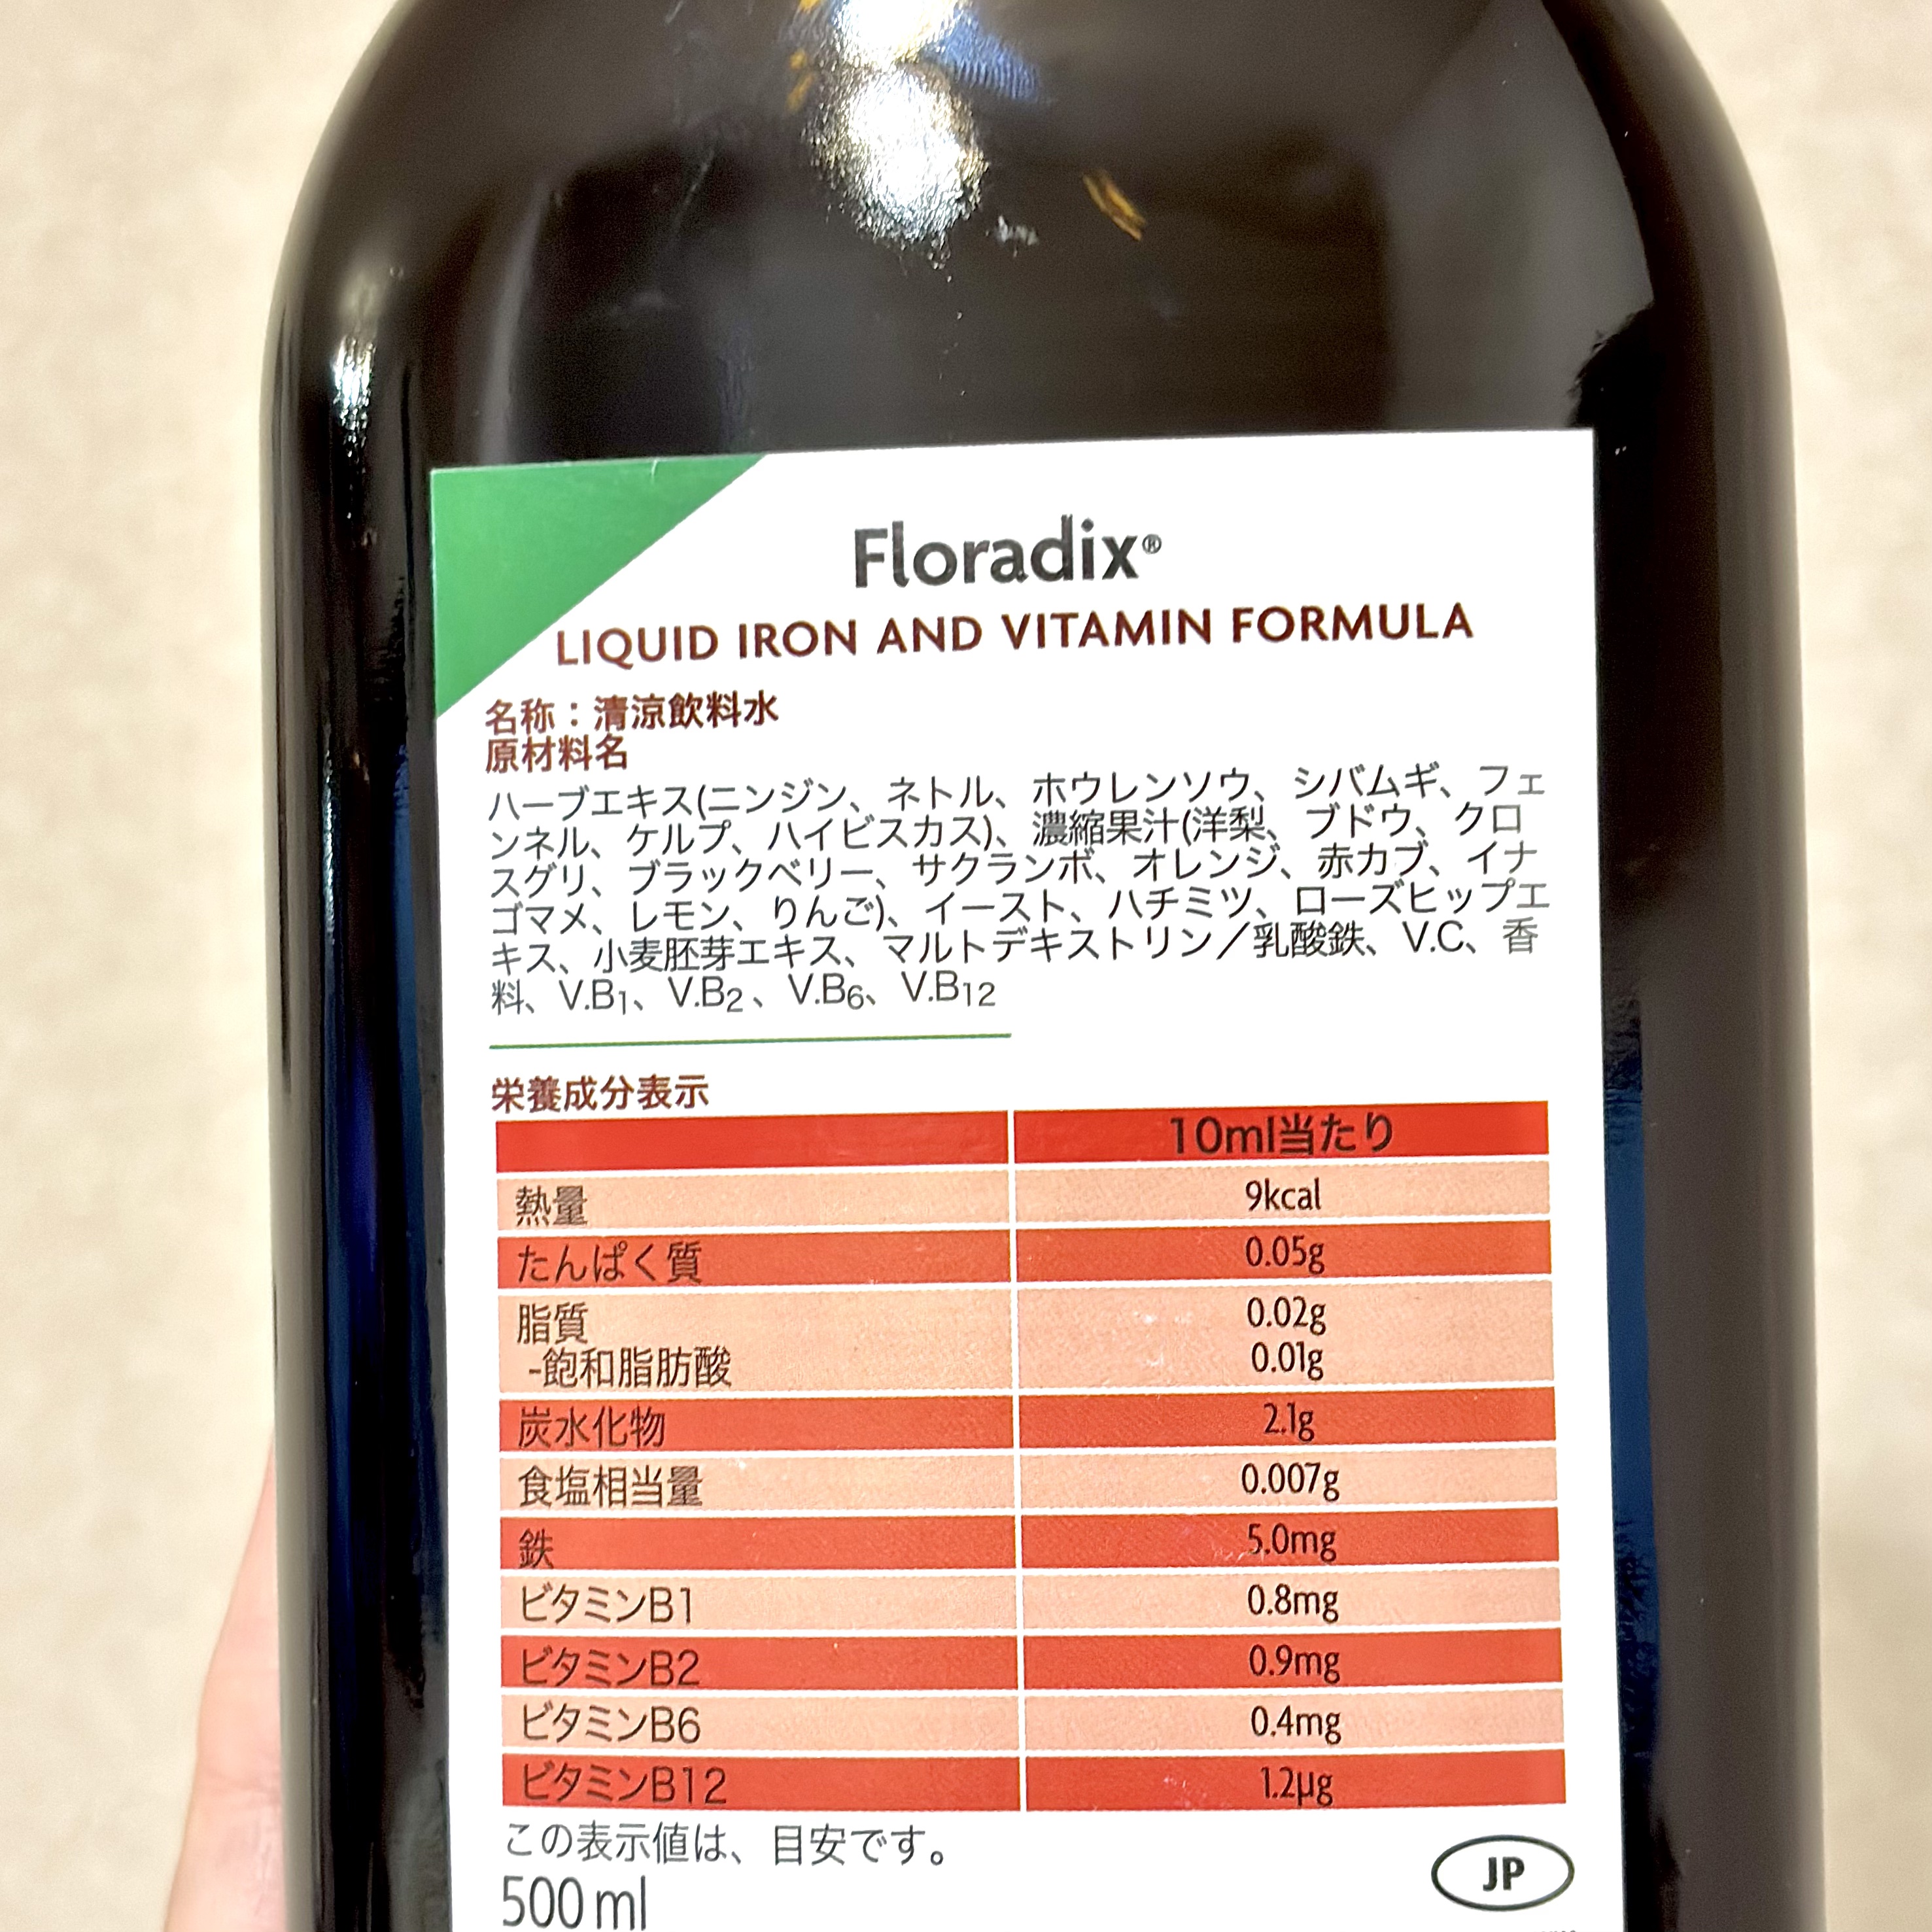 Floradix®
LIQUID IRON AND VITAMIN FORMULA
名称：清涼飲料水
原材料名
ハーブエキス(ニンジン、ネトル、ホウレンソウ、シバムギ、フェ
ンネル、ケルプ、ハイビスカス)、濃縮果汁(洋梨、ブドウ、クロ
スグリ、ブラックベリー、サクランボ、オレンジ、赤カブ、イナ
ゴマメ、レモン、りんご)、イースト、ハチミツ、ローズヒップエ
キス、小麦胚芽エキス、マルトデキストリン／乳酸鉄、V.C、香
料、V.B1、V.B2、V.B6、V.B12
栄養成分表示
10ml当たり
熱量 9kcal
たんぱく質 0.05g
脂質 0.02g
-飽和脂肪酸 0.01g
炭水化物 2.1g
食塩相当量 0.007g
鉄 5.0mg
ビタミンB1 0.8mg
ビタミンB2 0.9mg
ビタミンB6 0.4mg
ビタミンB12 1.2μg
この表示値は、目安です。
500 ml
JP